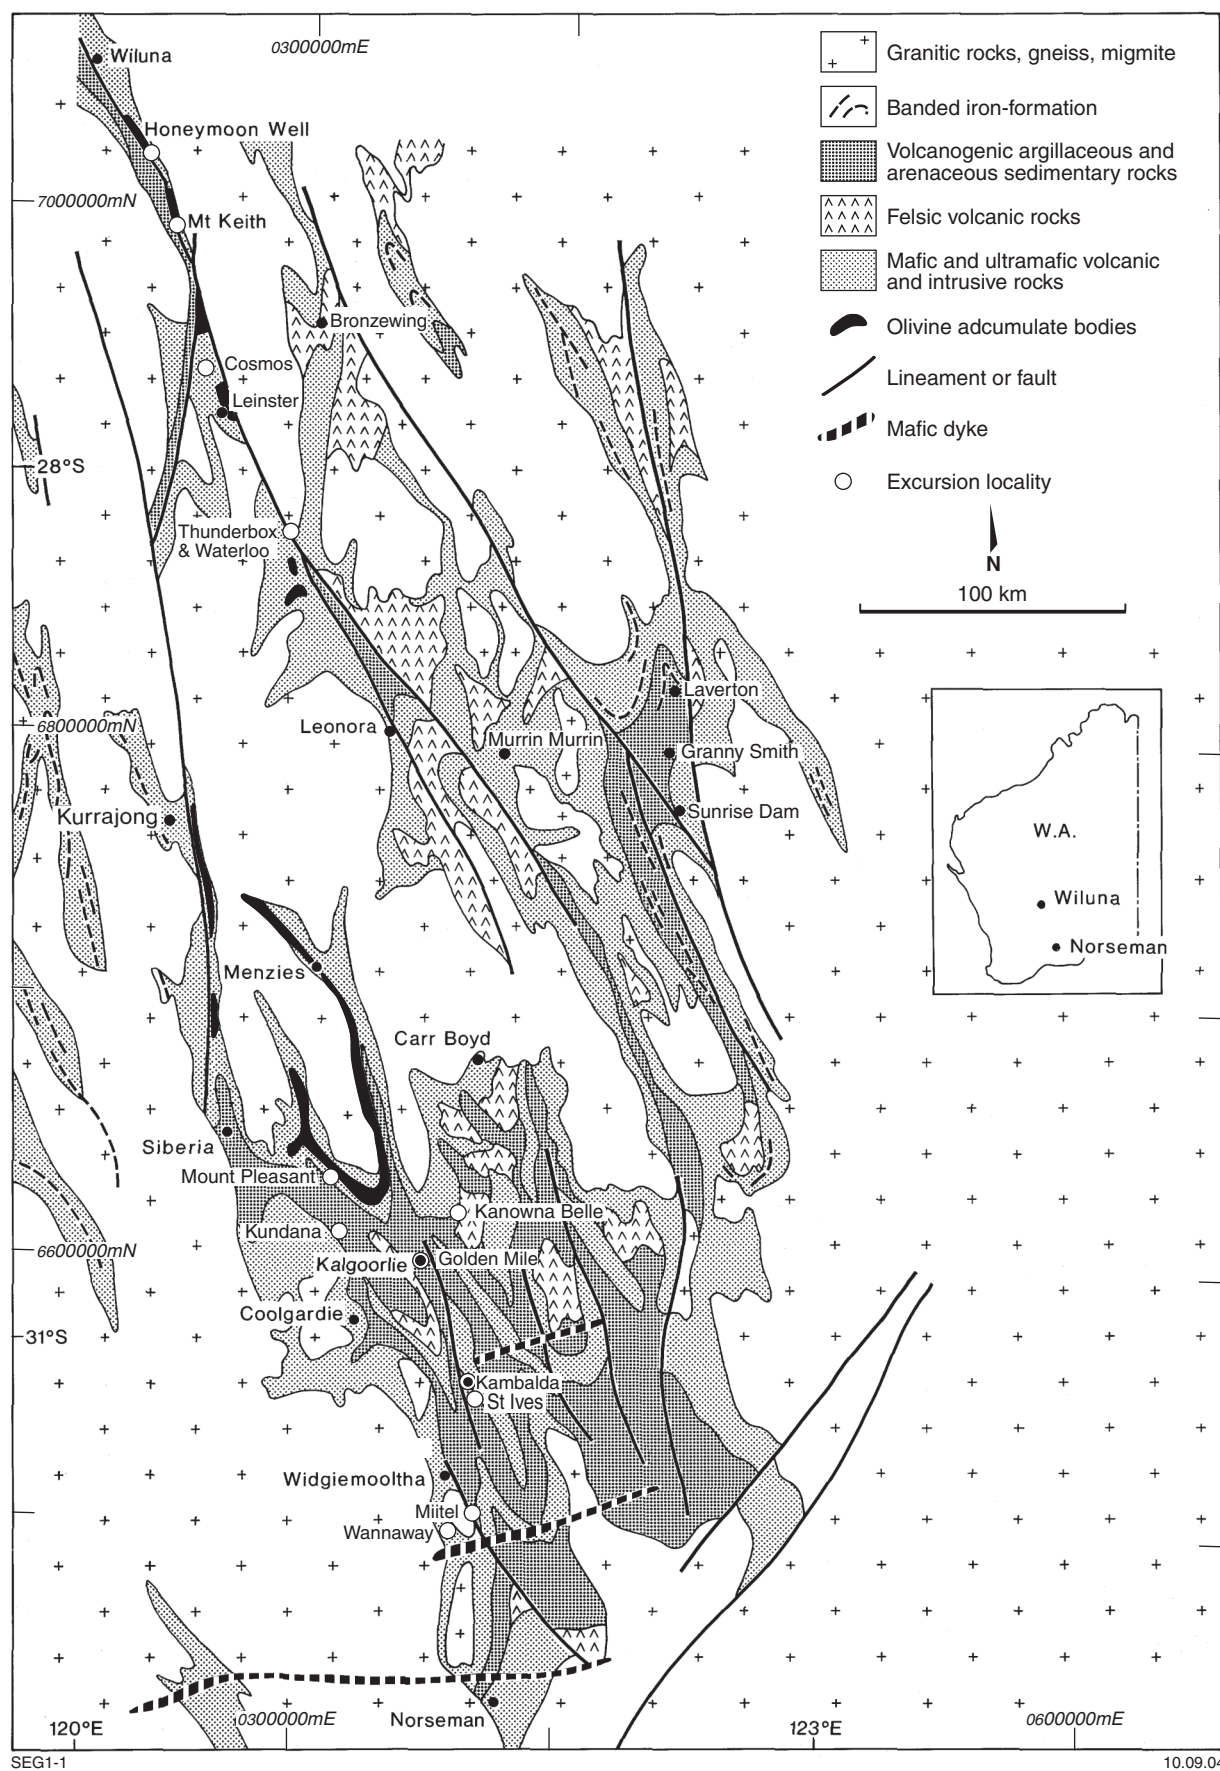 0300000mE
Wiluna
Honeymoon Well
7000000mN
Mt Keith
Bronzewing
Cosmos
Leinster
28°S
Thunderbox
& Waterloo
Laverton
6800000mN
Leonora
Murrin Murrin
Granny Smith
Kurrajong
Sunrise Dam
Menzies
Carr Boyd
Siberia
Mount Pleasant
Kanowna Belle
Kundana
6600000mN
Kalgoorlie
Golden Mile
Coolgardie
31°S
Kambalda
St Ives
Widgiemooltha
Miitel
Wannaway
Norseman
120°E
0300000mE
123°E
0600000mE
Granitic rocks, gneiss, migmite
Banded iron-formation
Volcanogenic argillaceous and
arenaceous sedimentary rocks
Felsic volcanic rocks
Mafic and ultramafic volcanic
and intrusive rocks
Olivine adcumulate bodies
Lineament or fault
Mafic dyke
Excursion locality
N
100 km
W.A.
Wiluna
Norseman
SEG1-1
10.09.04